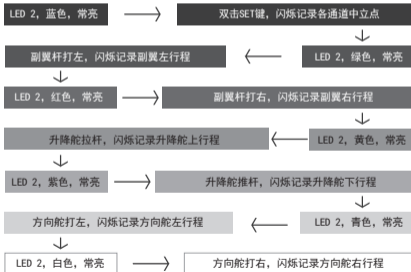 LED 2，蓝色，常亮
双击SET键，闪烁记录各通道中立点
副翼杆打左，闪烁记录副翼左行程
LED 2，绿色，常亮
LED 2，红色，常亮
副翼杆打右，闪烁记录副翼右行程
升降舵拉杆，闪烁记录升降舵上行程
LED 2，黄色，常亮
LED 2，紫色，常亮
升降舵推杆，闪烁记录升降舵下行程
方向舵打左，闪烁记录方向舵左行程
LED 2，青色，常亮
LED 2，白色，常亮
方向舵打右，闪烁记录方向舵右行程